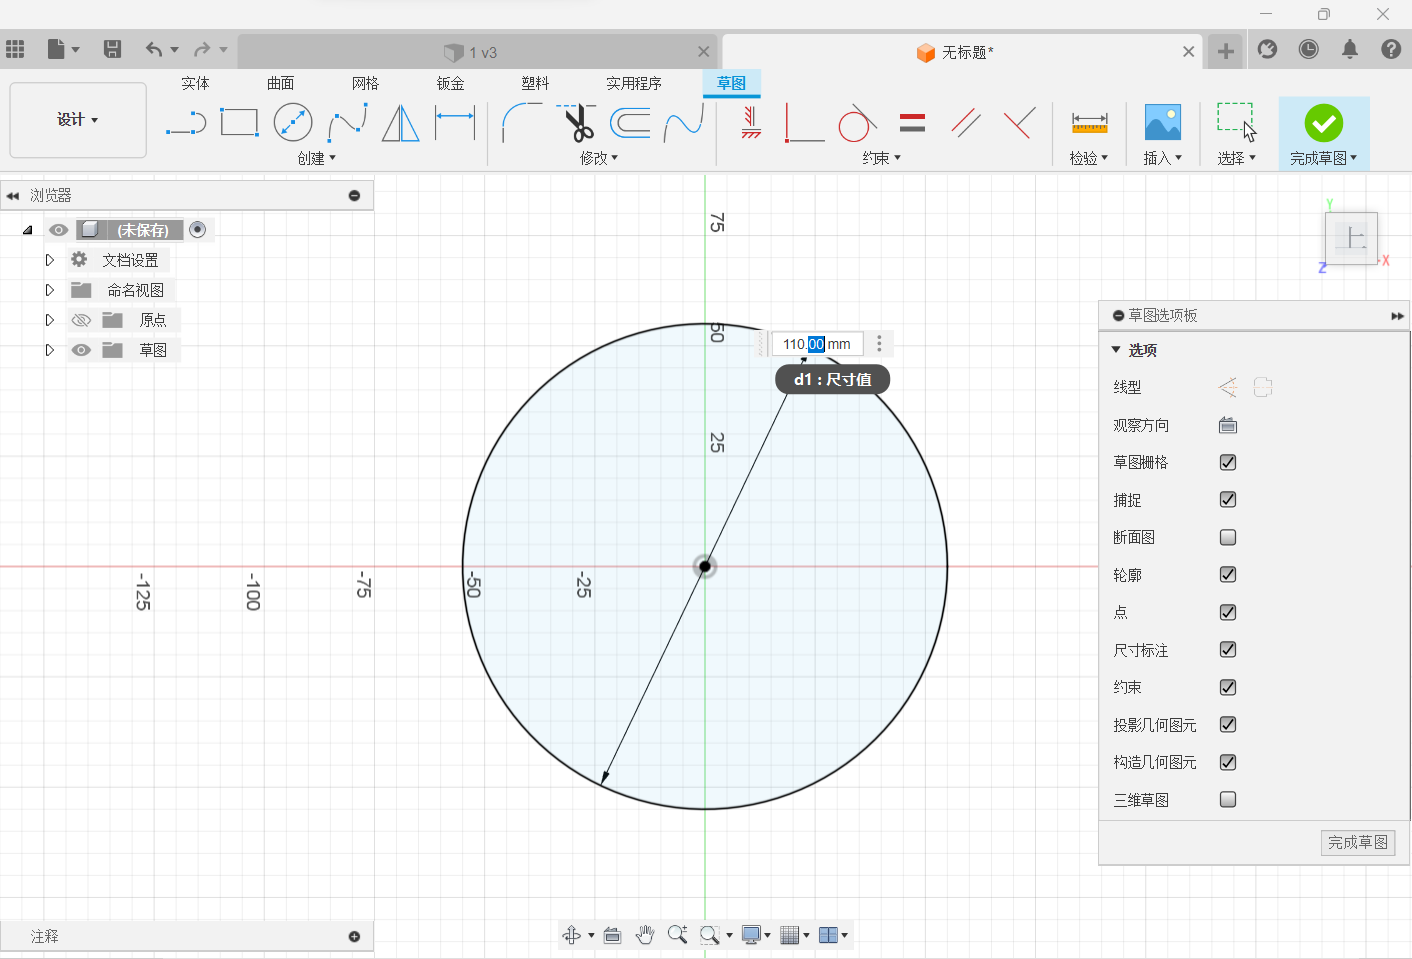 1 v3
无标题*
实体 曲面 网格 钣金 塑料 实用程序 草图
设计
创建 修改 约束 检验 插入 选择 完成草图
浏览器
(未保存)
文档设置
命名视图
原点
草图
75
50
25
-125
-100
-75
-50
-25
110.00 mm
d1 : 尺寸值
Y
上
Z
X
草图选项板
选项
线型
观察方向
草图栅格
捕捉
断面图
轮廓
点
尺寸标注
约束
投影几何图元
构造几何图元
三维草图
完成草图
注释